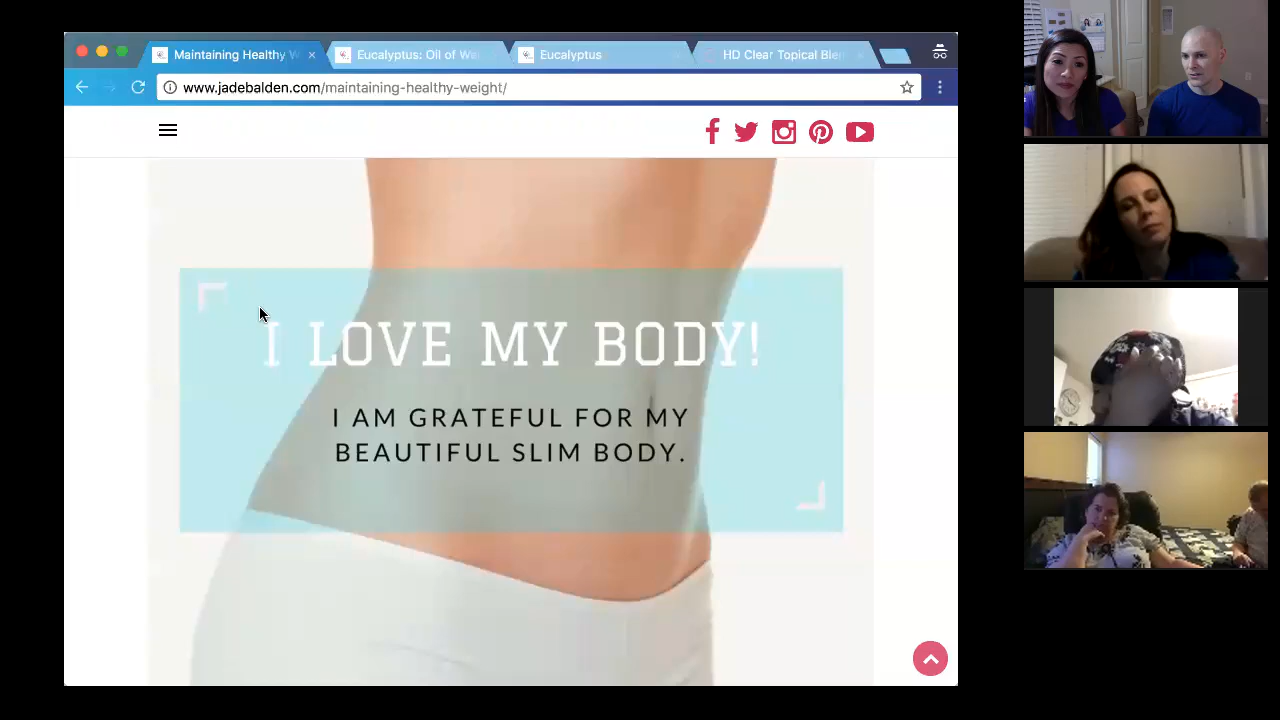 Maintaining Healthy W
Eucalyptus: Oil of We
Eucalyptus
HD Clear Topical Blen
www.jadebalden.com/maintaining-healthy-weight/
I LOVE MY BODY!
I AM GRATEFUL FOR MY
BEAUTIFUL SLIM BODY.